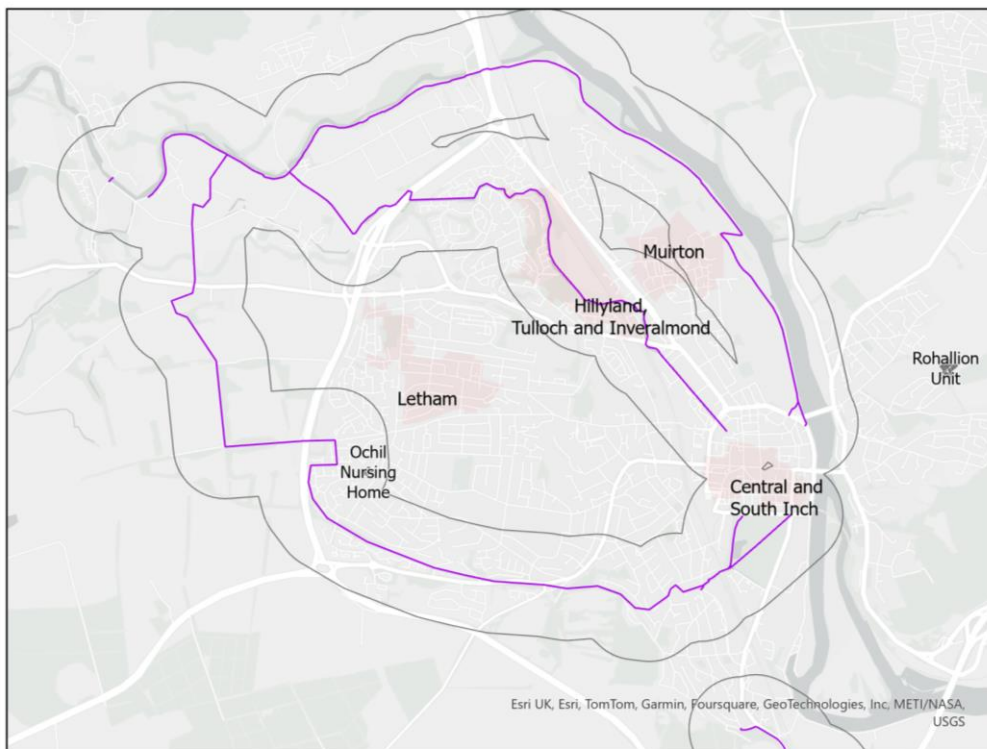 Muirton
Hillyland,
Tulloch and Inveralmond
Rohallion
Unit
Letham
Ochil
Nursing
Home
Central and
South Inch
Esri UK, Esri, TomTom, Garmin, Foursquare, GeoTechnologies, Inc, METI/NASA,
USGS